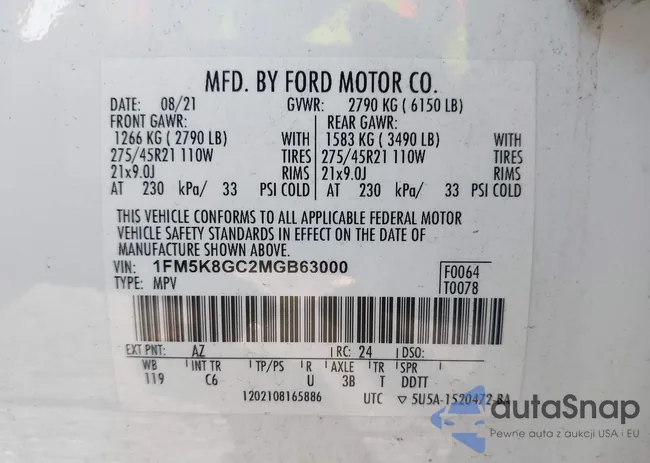 MFD. BY FORD MOTOR CO.
DATE: 08/21 GVWR: 2790 KG ( 6150 LB)
FRONT GAWR: REAR GAWR:
1266 KG ( 2790 LB) WITH 1583 KG ( 3490 LB) WITH
275/45R21 110W TIRES 275/45R21 110W TIRES
21x9.0J RIMS 21x9.0J RIMS
AT 230 kPa/ 33 PSI COLD AT 230 kPa/ 33 PSI COLD
THIS VEHICLE CONFORMS TO ALL APPLICABLE FEDERAL MOTOR
VEHICLE SAFETY STANDARDS IN EFFECT ON THE DATE OF
MANUFACTURE SHOWN ABOVE.
VIN: 1FM5K8GC2MGB63000 F0064
TYPE: MPV T0078
EXT PNT: AZ RC: 24 DSO:
WB INT TR TP/PS R AXLE TR SPR
119 C6 U 3B T DDTT
1202108165886 UTC ▽ 5U5A-1520472-BA
autoSnap
Pewne auta z aukcji USA i EU